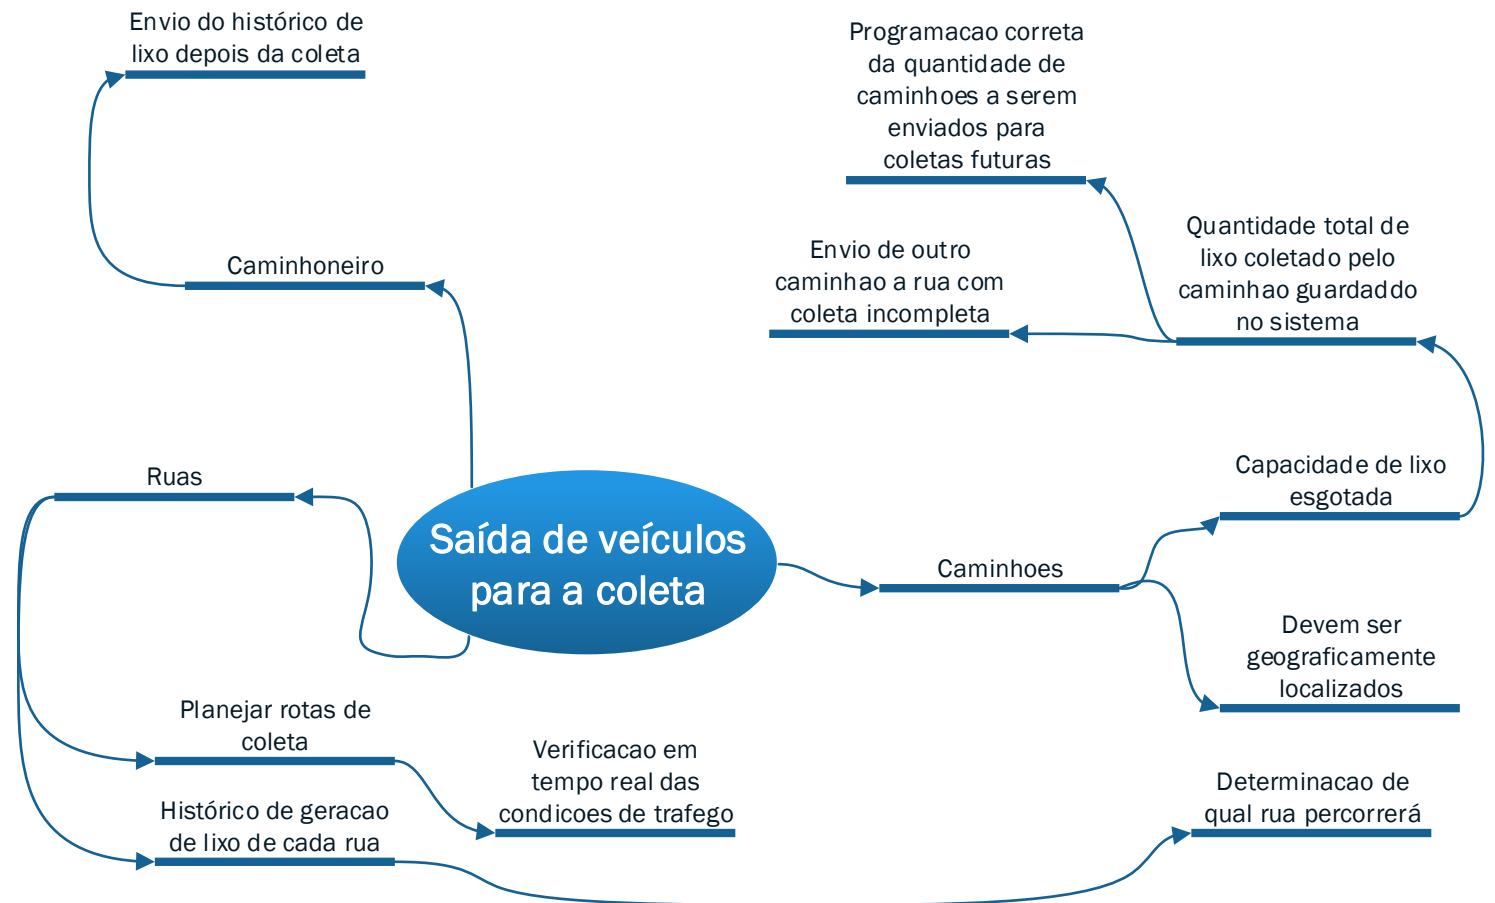 Envio do histórico de
lixo depois da coleta
Programacao correta
da quantidade de
caminhoes a serem
enviados para
coletas futuras
Quantidade total de
lixo coletado pelo
caminhao guardaddo
no sistema
Envio de outro
caminhao a rua com
coleta incompleta
Caminhoneiro
Ruas
Capacidade de lixo
esgotada
Saída de veículos
para a coleta
Caminhoes
Devem ser
geograficamente
localizados
Planejar rotas de
coleta
Verificacao em
tempo real das
condicoes de trafego
Histórico de geracao
de lixo de cada rua
Determinacao de
qual rua percorrerá